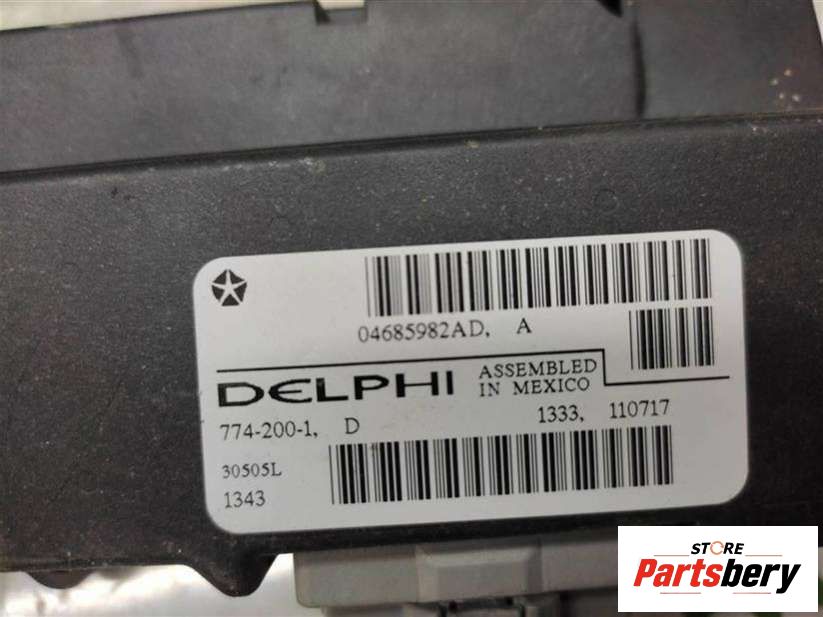 04685982AD, A
DELPHI ASSEMBLED
IN MEXICO
774-200-1, D 1333, 110717
30505L
1343
STORE
Partsbery